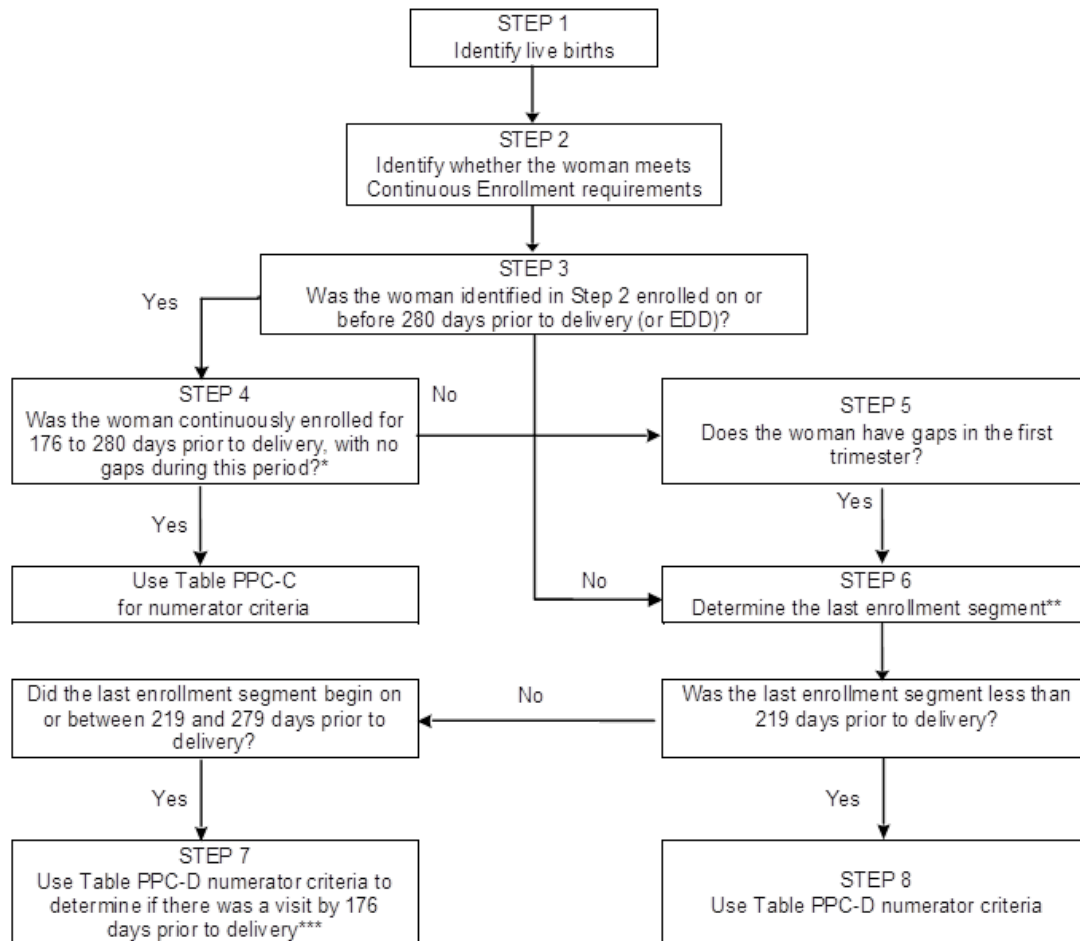 STEP 1
Identify live births
STEP 2
Identify whether the woman meets
Continuous Enrollment requirements
STEP 3
Was the woman identified in Step 2 enrolled on or
before 280 days prior to delivery (or EDD)?
Yes
STEP 4
Was the woman continuously enrolled for
176 to 280 days prior to delivery, with no
gaps during this period?*
No
STEP 5
Does the woman have gaps in the first
trimester?
Yes
Yes
Use Table PPC-C
for numerator criteria
No
STEP 6
Determine the last enrollment segment**
Did the last enrollment segment begin on
or between 219 and 279 days prior to
delivery?
No
Was the last enrollment segment less than
219 days prior to delivery?
Yes
Yes
STEP 7
Use Table PPC-D numerator criteria to
determine if there was a visit by 176
days prior to delivery***
STEP 8
Use Table PPC-D numerator criteria